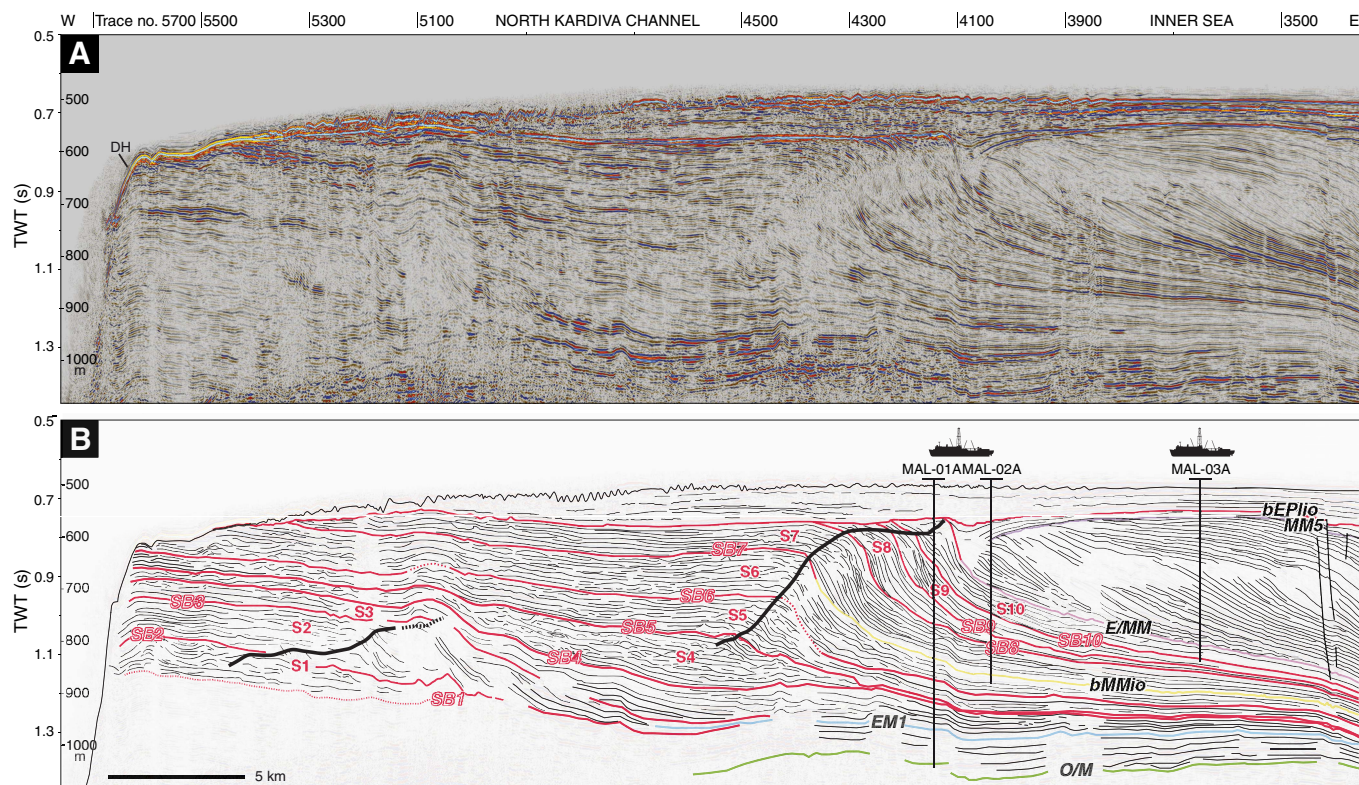 W Trace no. 5700 5500 5300 5100 NORTH KARDIVA CHANNEL 4500 4300 4100 3900 INNER SEA 3500 E
A
TWT (s)
0.5
0.7
0.9
1.1
1.3
500
600
700
800
900
1000
m
DH
B
TWT (s)
0.5
0.7
0.9
1.1
1.3
500
600
700
800
900
1000
m
MAL-01A MAL-02A MAL-03A
bEPlio
MM5
S7
S8
SB7
S6
S9
SB6
SB3
S3
S10
S5
S2
SB5
SB9
E/MM
SB2
SB10
SB8
S4
SB4
S1
bMMio
SB1
EM1
O/M
5 km